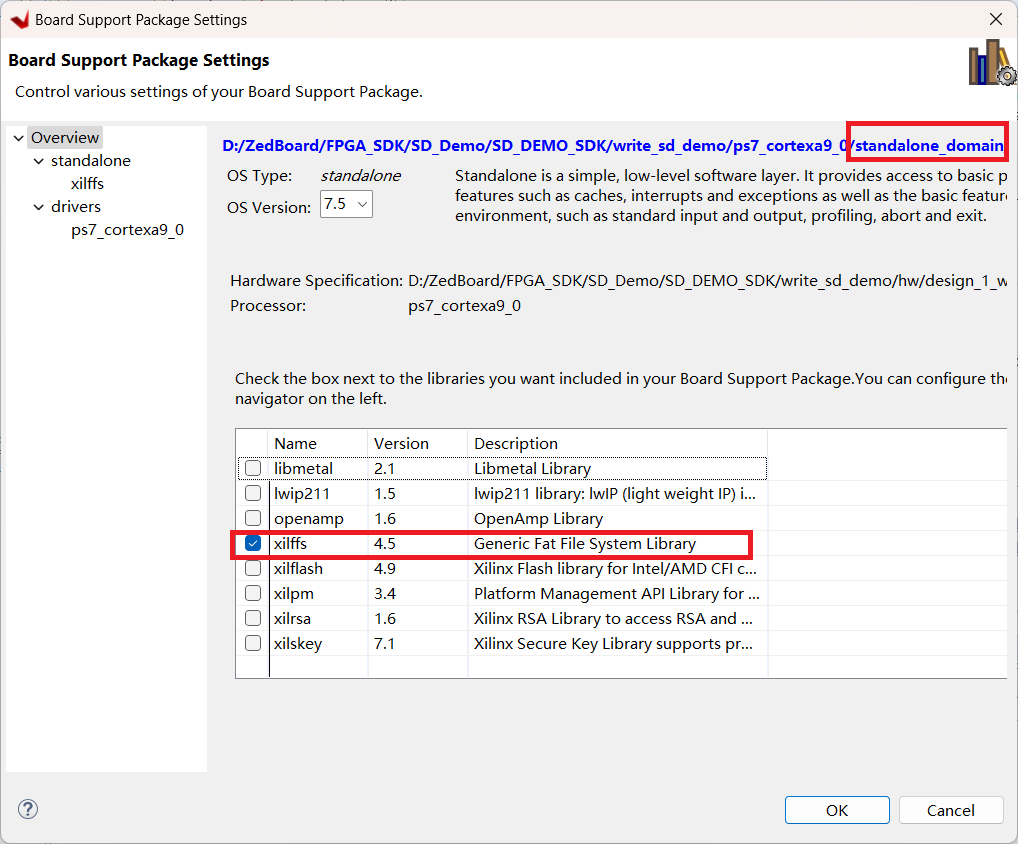 Board Support Package Settings
Board Support Package Settings
Control various settings of your Board Support Package.
Overview
standalone
xilffs
drivers
ps7_cortexa9_0
D:/ZedBoard/FPGA_SDK/SD_Demo/SD_DEMO_SDK/write_sd_demo/ps7_cortexa9_0/standalone_domain
OS Type: standalone
OS Version: 7.5
Standalone is a simple, low-level software layer. It provides access to basic p
features such as caches, interrupts and exceptions as well as the basic featur
environment, such as standard input and output, profiling, abort and exit.
Hardware Specification: D:/ZedBoard/FPGA_SDK/SD_Demo/SD_DEMO_SDK/write_sd_demo/hw/design_1_w
Processor: ps7_cortexa9_0
Check the box next to the libraries you want included in your Board Support Package.You can configure the
navigator on the left.
Name Version Description
libmetal 2.1 Libmetal Library
lwip211 1.5 lwip211 library: lwIP (light weight IP) i...
openamp 1.6 OpenAmp Library
xilffs 4.5 Generic Fat File System Library
xilflash 4.9 Xilinx Flash library for Intel/AMD CFI c...
xilpm 3.4 Platform Management API Library for ...
xilrsa 1.6 Xilinx RSA Library to access RSA and ...
xilskey 7.1 Xilinx Secure Key Library supports pr...
?
OK Cancel